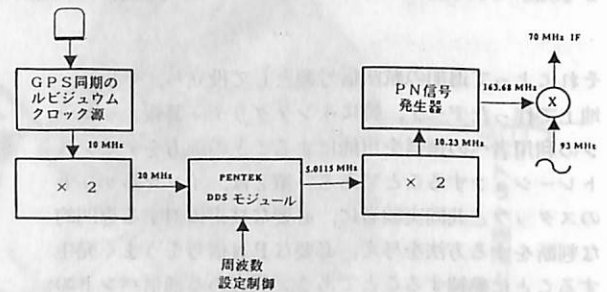 70 MHz IF
GPS同期の
ルビジュウム
クロック源
PN信号
発生器
163.68 MHz
X
10 MHz
10.23 MHz
93 MHz
× 2
20 MHz
PENTEK
DDS モジュール
5.0115 MHz
× 2
周波数
設定制御